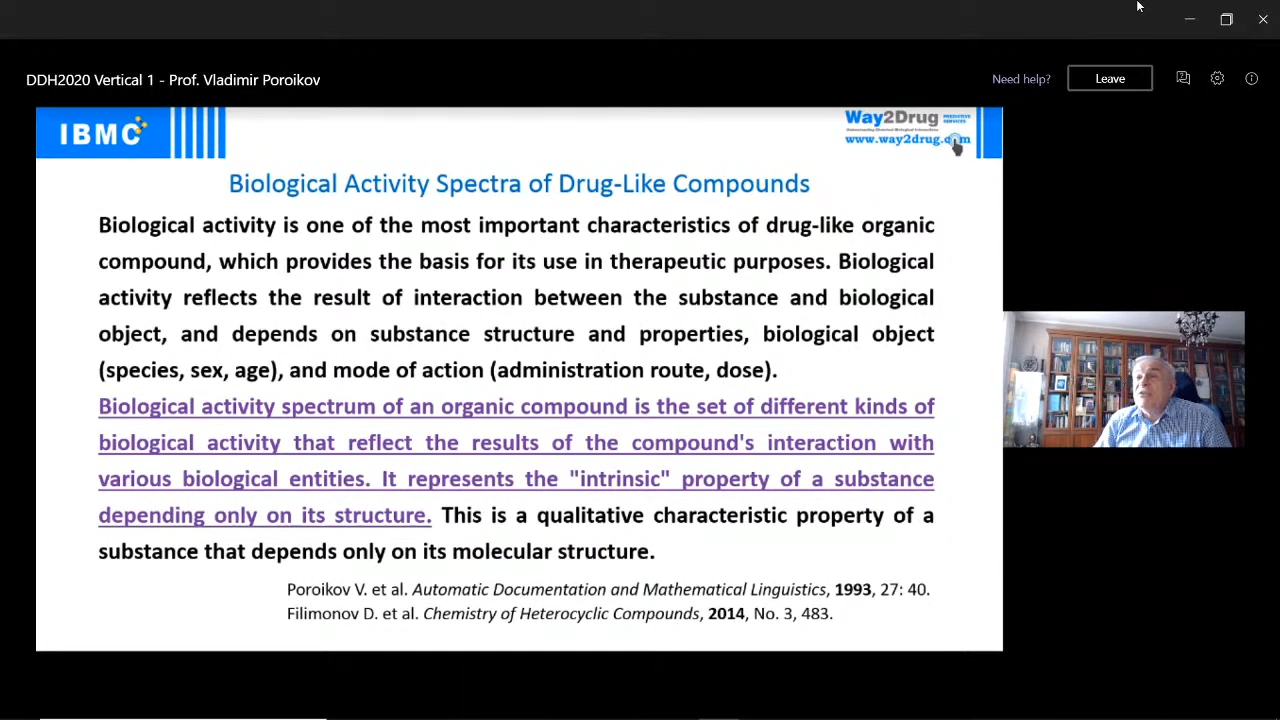 DDH2020 Vertical 1 - Prof. Vladimir Poroikov
Need help?
Leave
IBMC
Way2Drug PREDICTIVE
SERVICES
www.way2drug.com
Biological Activity Spectra of Drug-Like Compounds
Biological activity is one of the most important characteristics of drug-like organic
compound, which provides the basis for its use in therapeutic purposes. Biological
activity reflects the result of interaction between the substance and biological
object, and depends on substance structure and properties, biological object
(species, sex, age), and mode of action (administration route, dose).
Biological activity spectrum of an organic compound is the set of different kinds of
biological activity that reflect the results of the compound's interaction with
various biological entities. It represents the "intrinsic" property of a substance
depending only on its structure. This is a qualitative characteristic property of a
substance that depends only on its molecular structure.
Poroikov V. et al. Automatic Documentation and Mathematical Linguistics, 1993, 27: 40.
Filimonov D. et al. Chemistry of Heterocyclic Compounds, 2014, No. 3, 483.